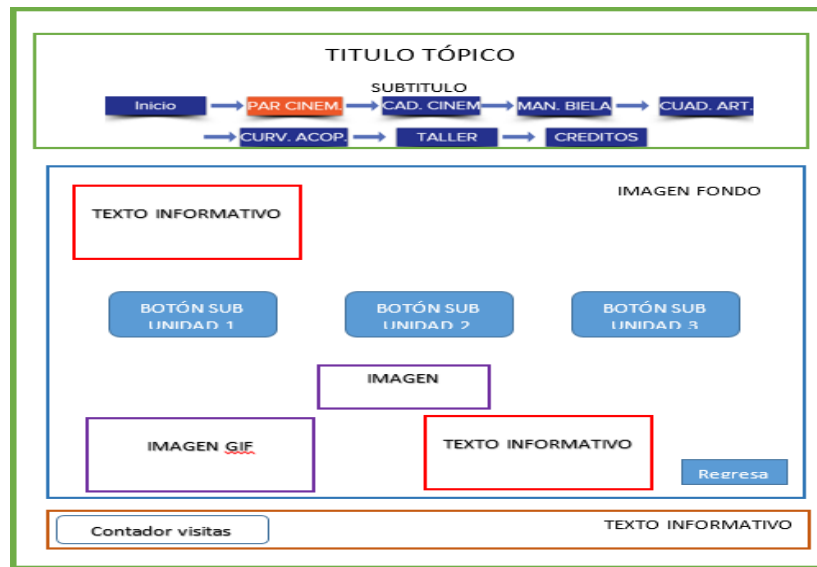 TITULO TÓPICO
SUBTITULO
Inicio
PAR CINEM.
CAD. CINEM
MAN. BIELA
CUAD. ART.
CURV. ACOP.
TALLER
CREDITOS
IMAGEN FONDO
TEXTO INFORMATIVO
BOTÓN SUB
UNIDAD 1
BOTÓN SUB
UNIDAD 2
BOTÓN SUB
UNIDAD 3
IMAGEN
IMAGEN GIF
TEXTO INFORMATIVO
Regresa
Contador visitas
TEXTO INFORMATIVO